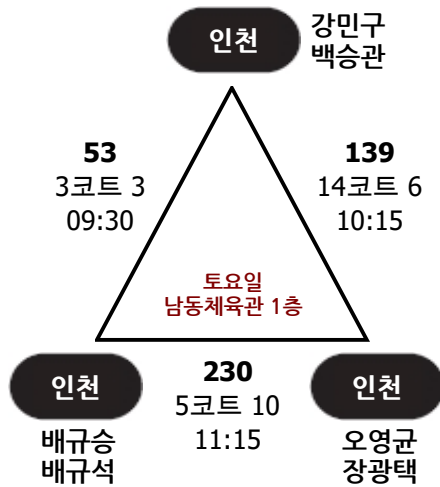 인천
강민구
백승관
53
3코트 3
09:30
139
14코트 6
10:15
토요일
남동체육관 1층
인천
배규승
배규석
230
5코트 10
11:15
인천
오영균
장광택